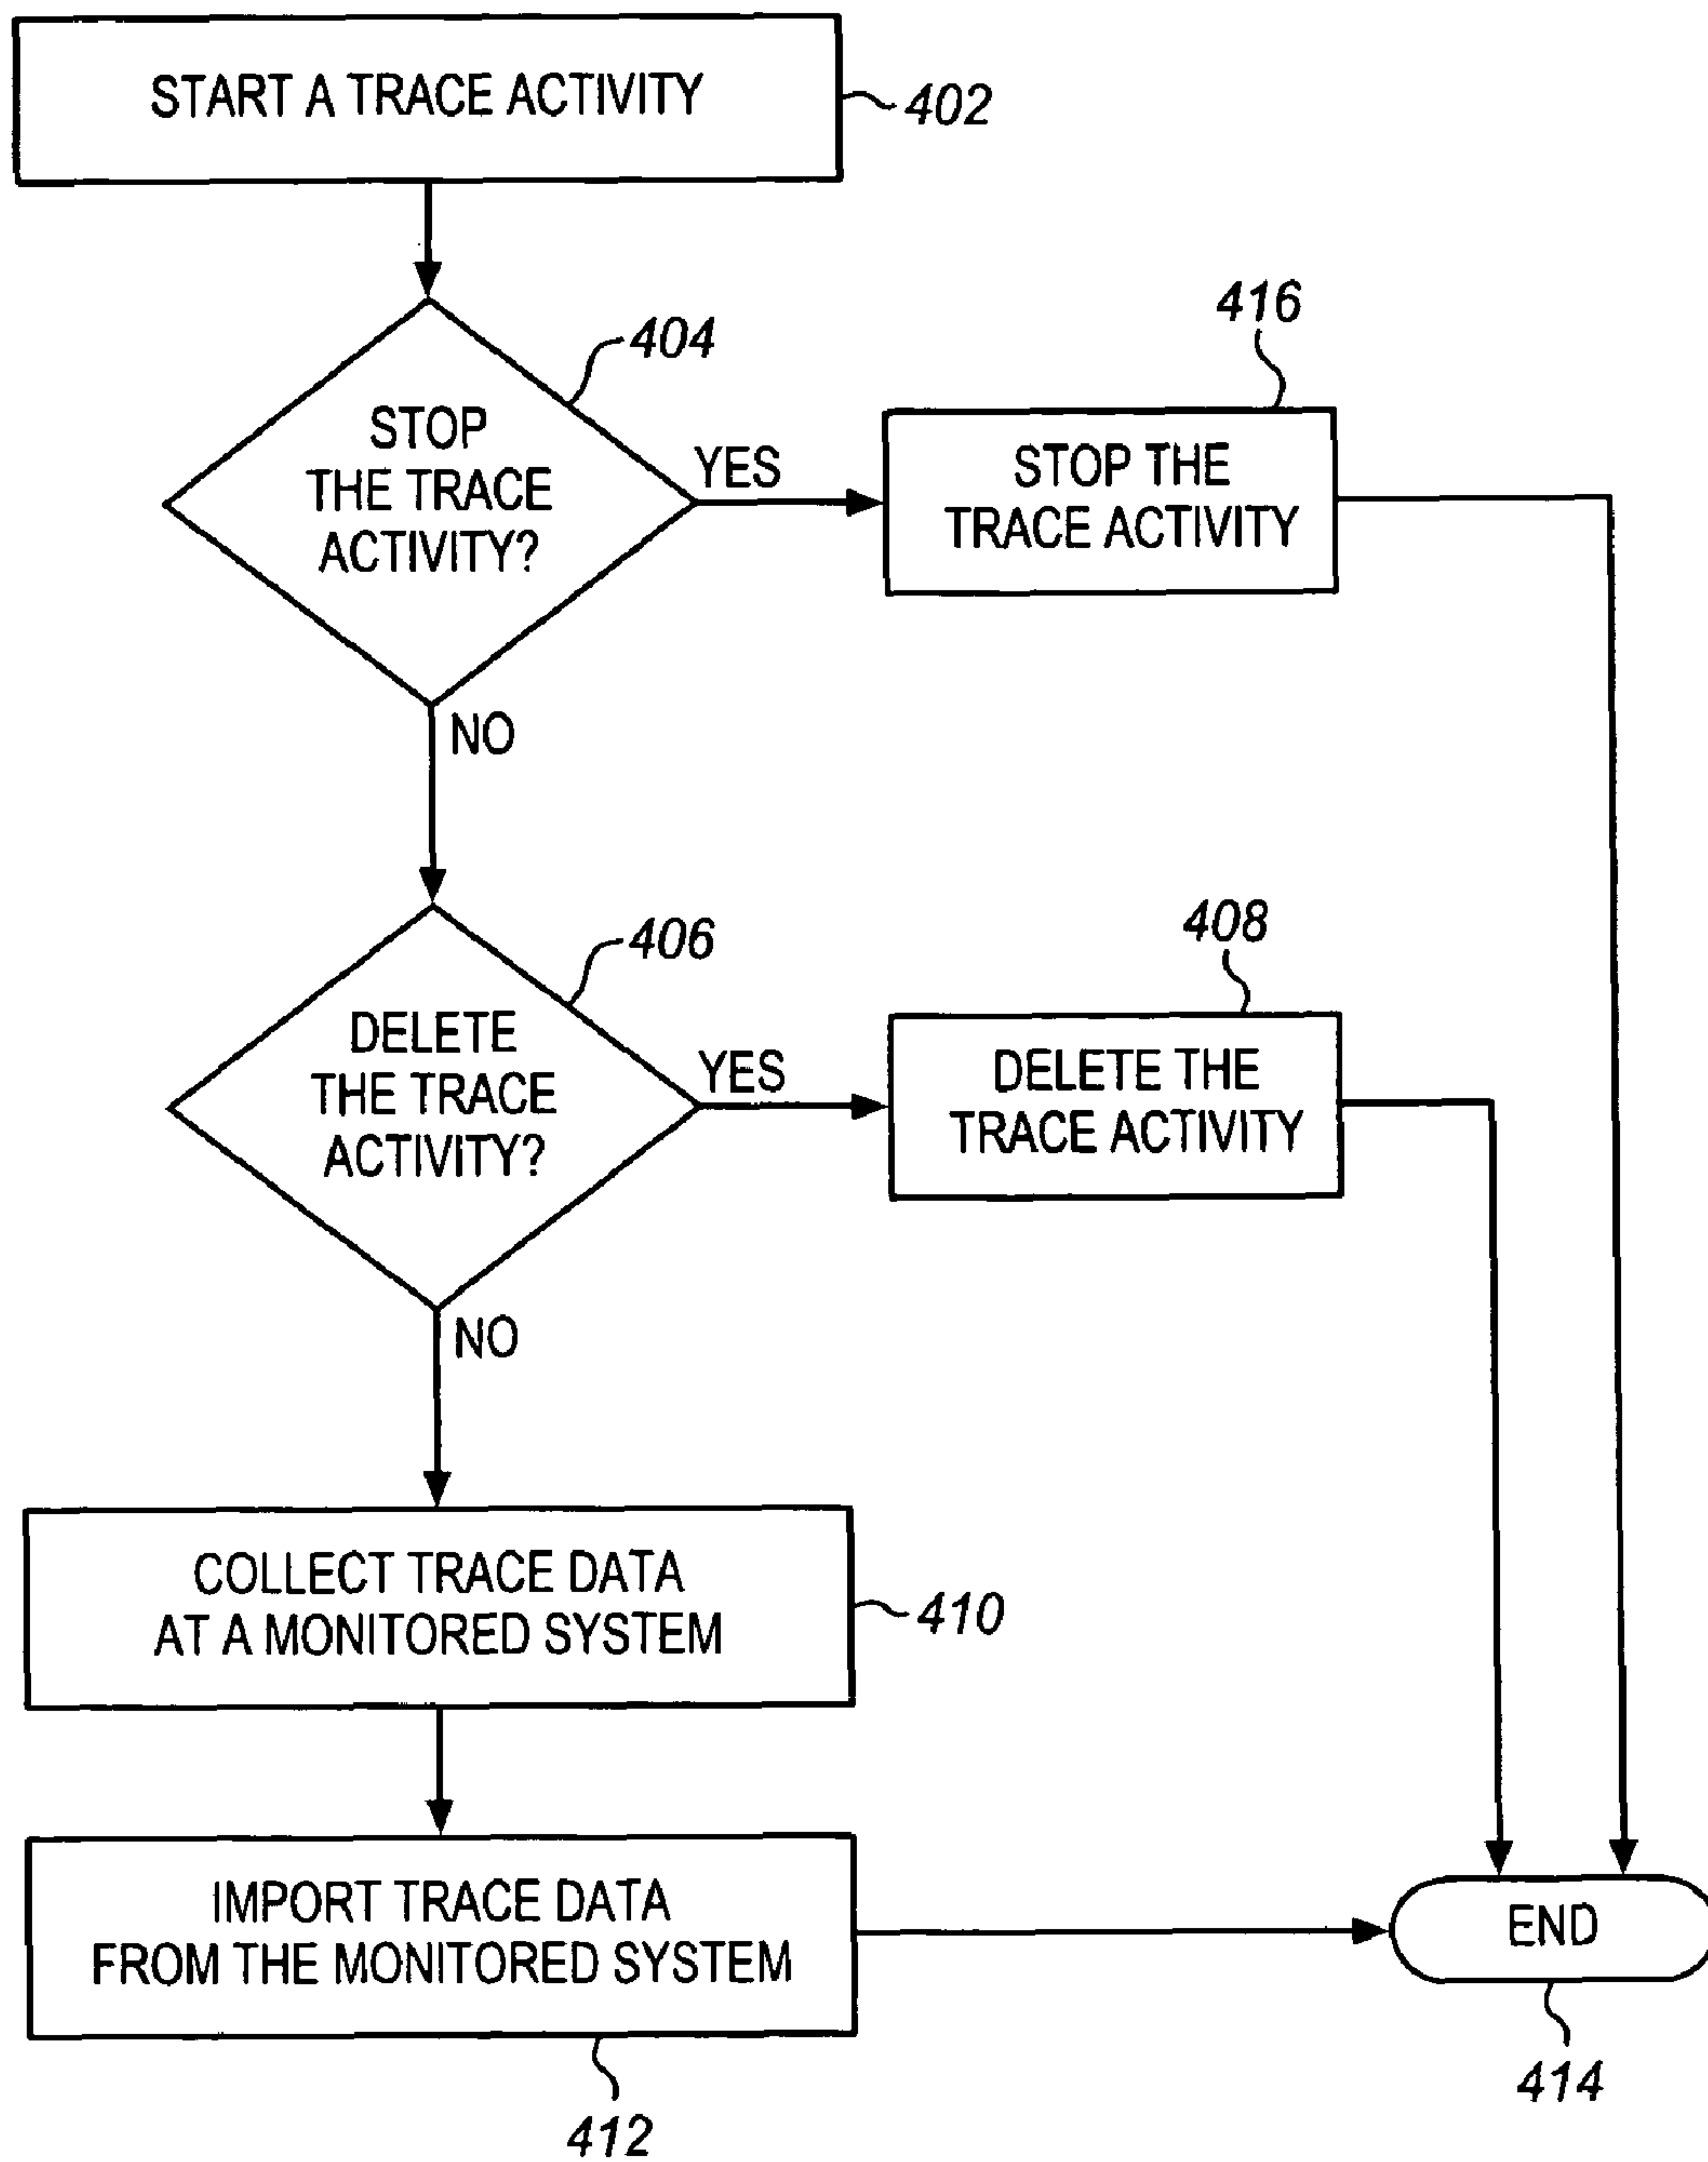 START A TRACE ACTIVITY
402
404
STOP
THE TRACE
ACTIVITY?
YES
416
STOP THE
TRACE ACTIVITY
NO
406
DELETE
THE TRACE
ACTIVITY?
YES
408
DELETE THE
TRACE ACTIVITY
NO
COLLECT TRACE DATA
AT A MONITORED SYSTEM
410
IMPORT TRACE DATA
FROM THE MONITORED SYSTEM
412
END
414